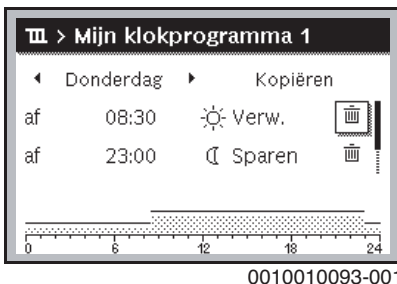 > Mijn klokprogramma 1
Donderdag Kopiëren
af 08:30 Verw.
af 23:00 Sparen
0 6 12 18 24
0010010093-001